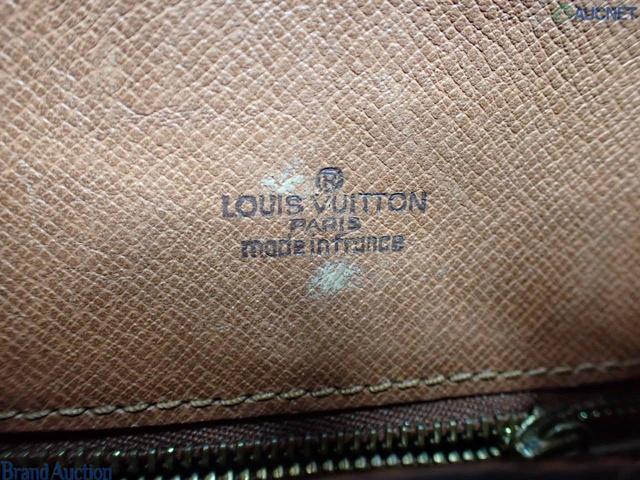 AUCNET
®
LOUIS VUITTON
PARIS
made in france
Brand Auction